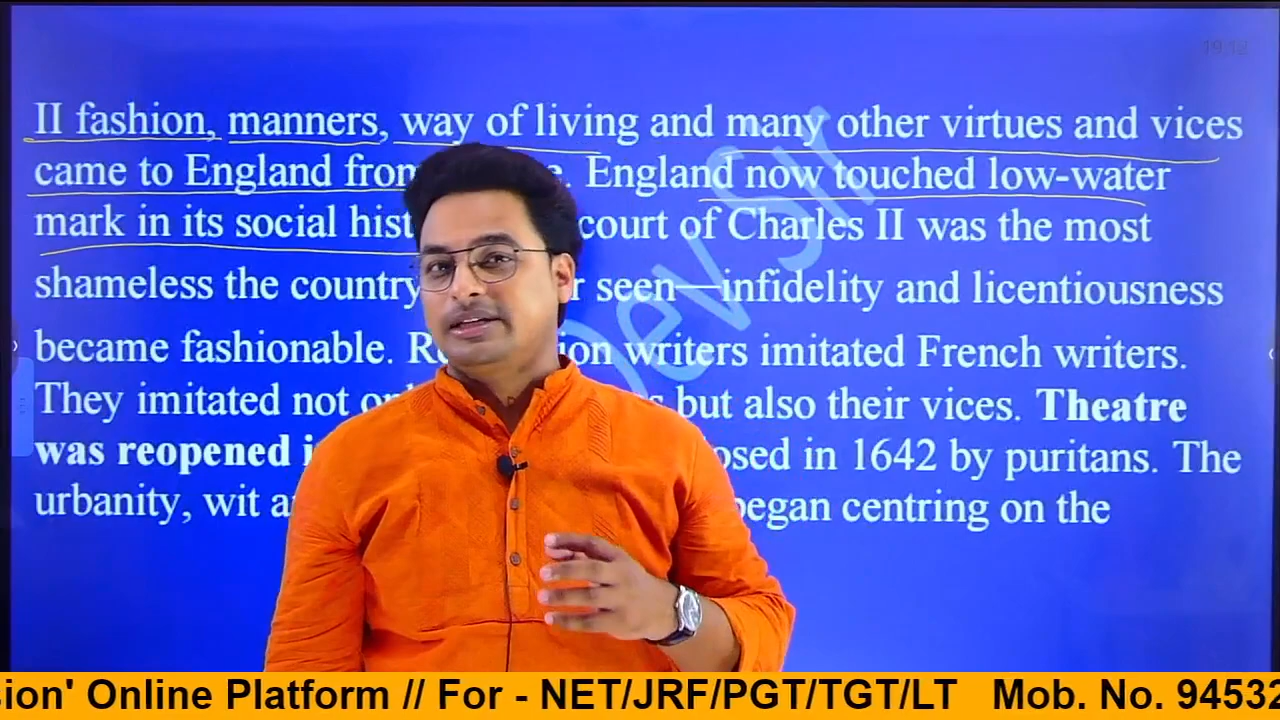 19:12
II fashion, manners, way of living and many other virtues and vices
came to England from England now touched low-water
mark in its social court of Charles II was the most
shameless the country seen—infidelity and licentiousness
became fashionable. writers imitated French writers.
They imitated not but also their vices. Theatre
was reopened in 1642 by puritans. The
urbanity, wit began centring on the
Dev Sir
Online Platform // For - NET/JRF/PGT/TGT/LT Mob. No. 94532